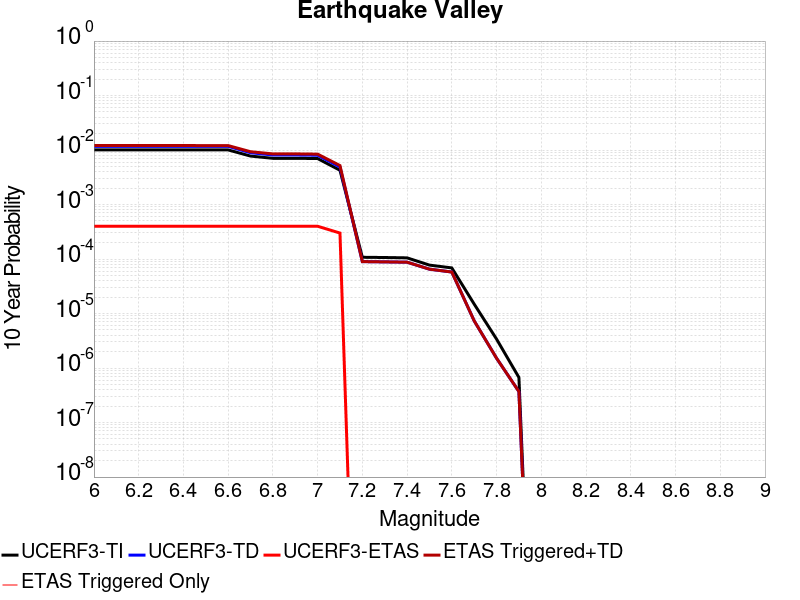 Earthquake Valley
10^0
10^-1
10^-2
10^-3
10^-4
10^-5
10^-6
10^-7
10^-8
10 Year Probability
6 6.2 6.4 6.6 6.8 7 7.2 7.4 7.6 7.8 8 8.2 8.4 8.6 8.8 9
Magnitude
UCERF3-TI UCERF3-TD UCERF3-ETAS ETAS Triggered+TD
ETAS Triggered Only